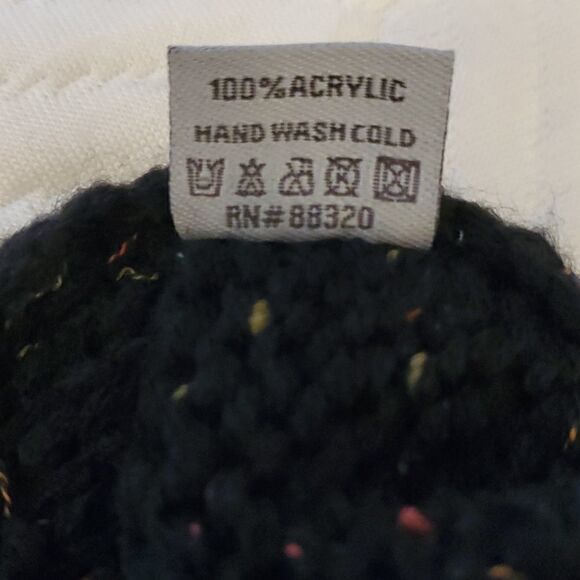 100% ACRYLIC
HAND WASH COLD
RN# 88320